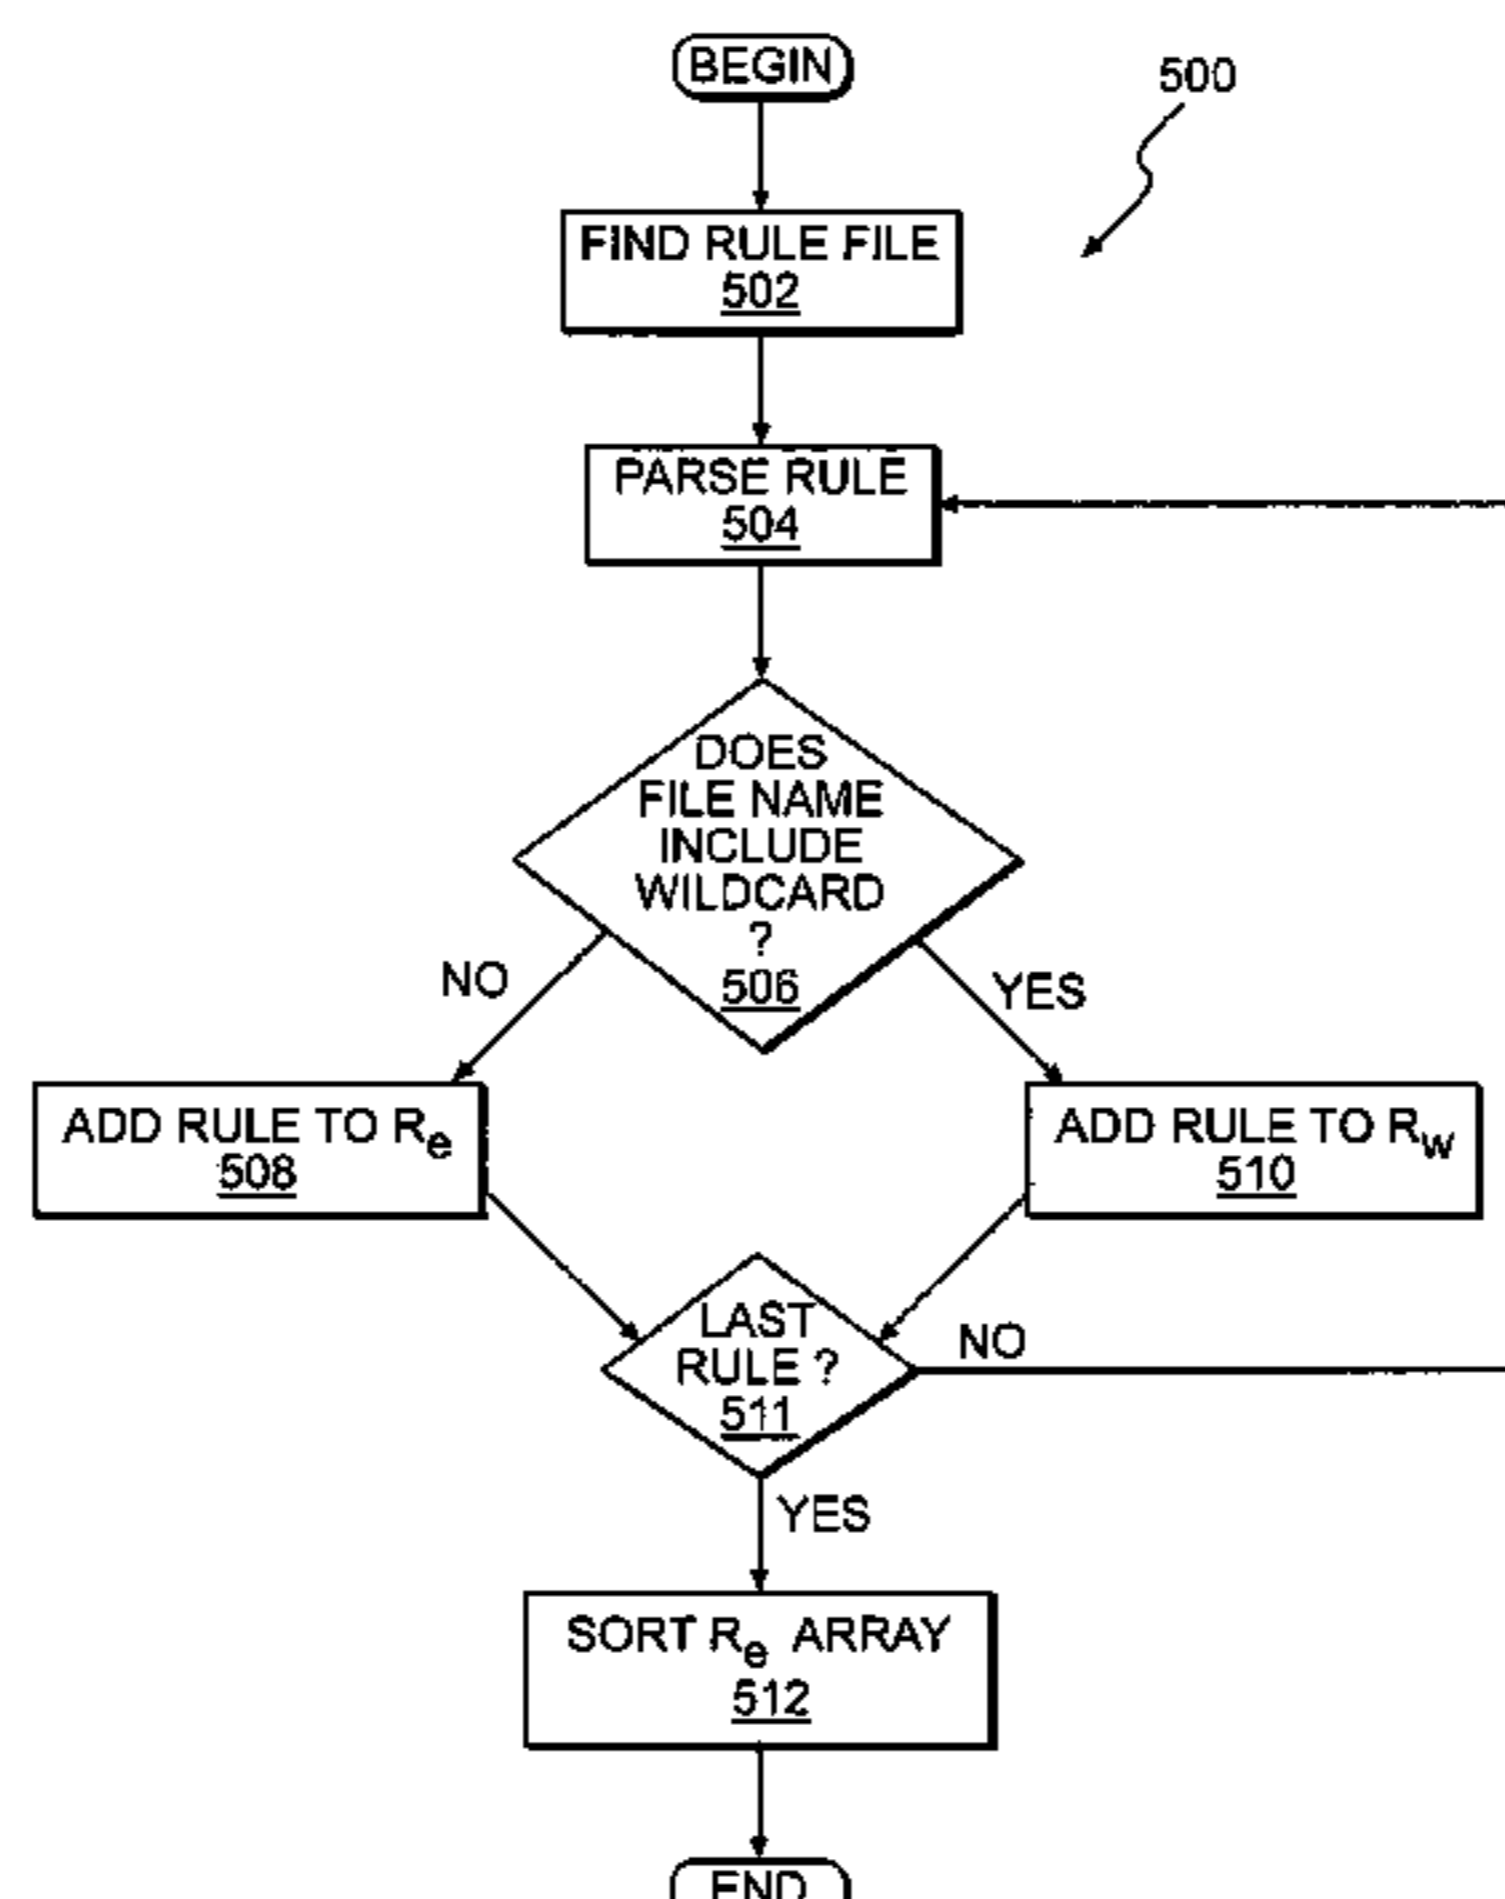 BEGIN
500
FIND RULE FILE
502
PARSE RULE
504
DOES
FILE NAME
INCLUDE
WILDCARD
?
506
NO
YES
ADD RULE TO Re
508
ADD RULE TO Rw
510
LAST
RULE ?
511
NO
YES
SORT Re ARRAY
512
END